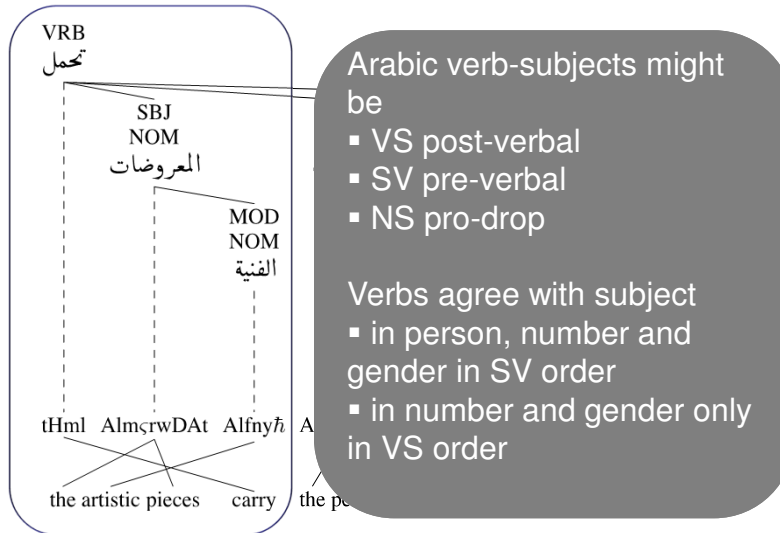 VRB
تحمل
SBJ
NOM
المعروضات
MOD
NOM
الفنية
tHml AlmςrwDAt Alfnyħ A
the artistic pieces carry the pe
Arabic verb-subjects might
be
▪ VS post-verbal
▪ SV pre-verbal
▪ NS pro-drop
Verbs agree with subject
▪ in person, number and
gender in SV order
▪ in number and gender only
in VS order